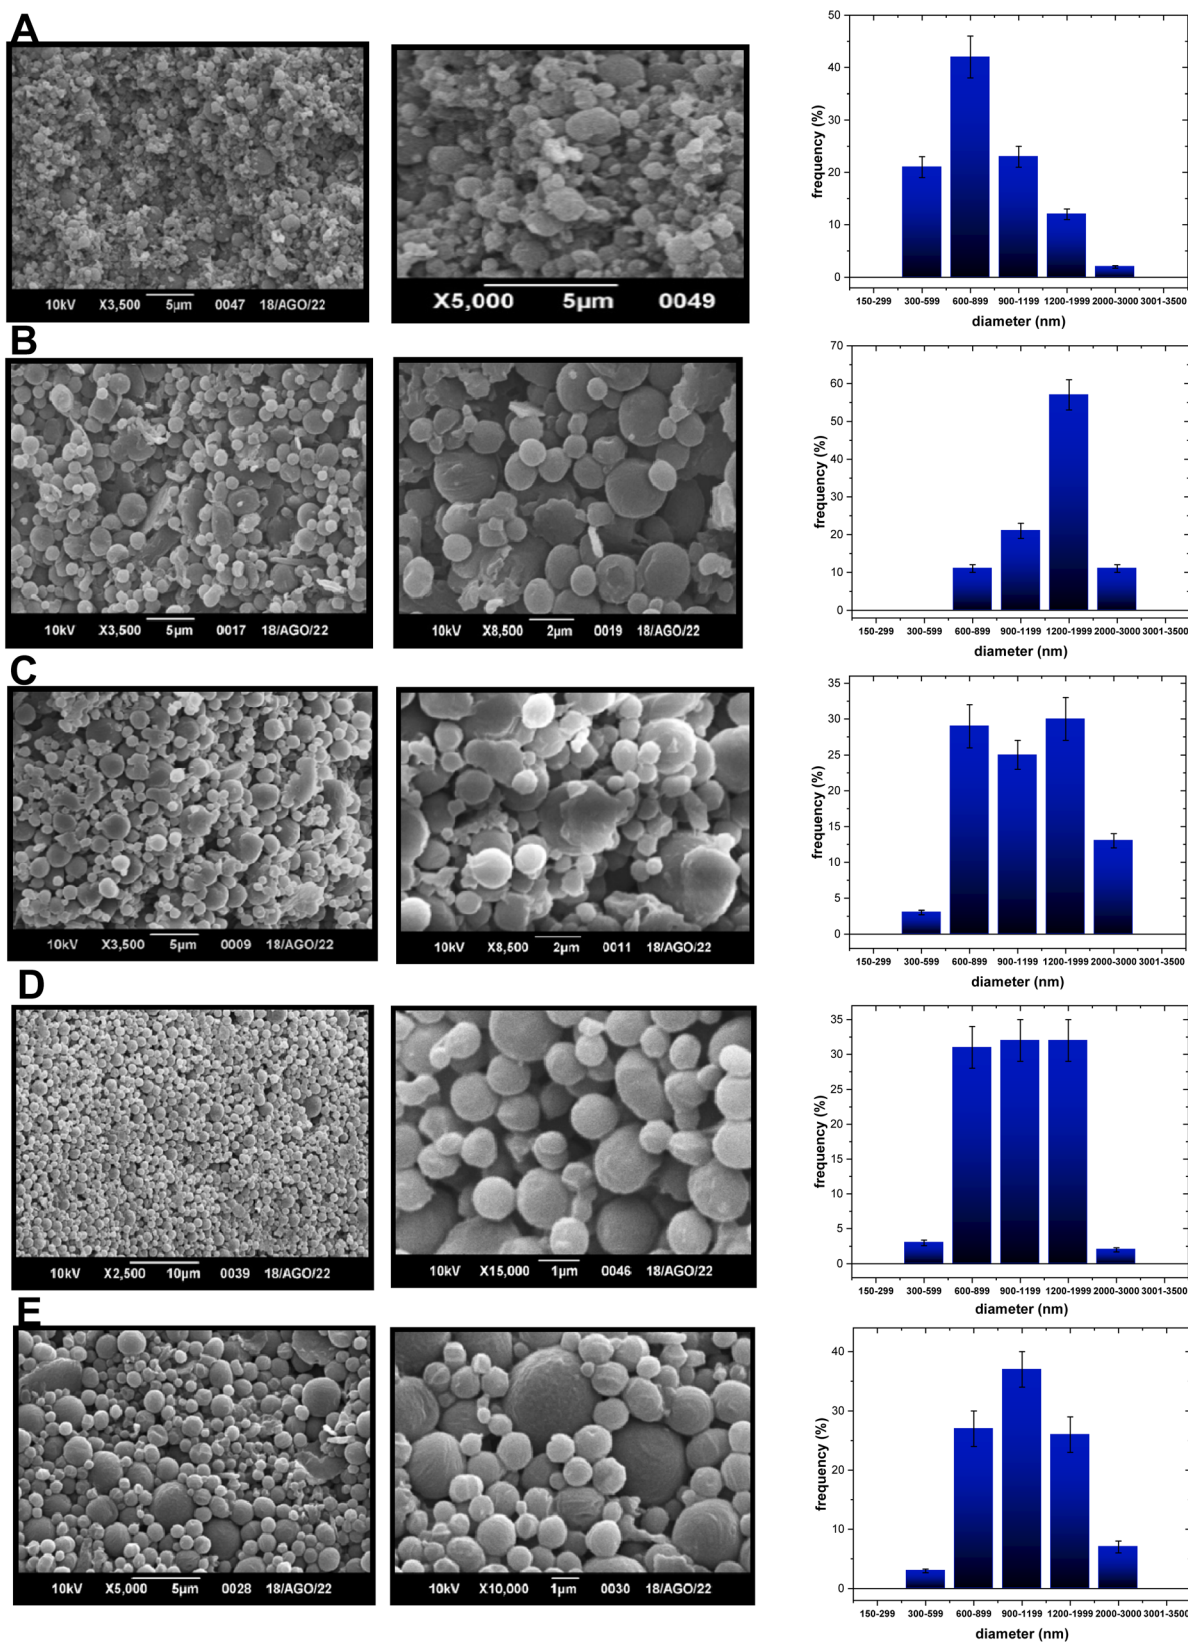 A
10kV X3,500 5µm 0047 18/AGO/22
X5,000 5µm 0049
50
40
30
20
10
0
frequency (%)
150-299 300-599 600-899 900-1199 1200-1999 2000-3000 3001-3500
diameter (nm)
B
10kV X3,500 5µm 0017 18/AGO/22
10kV X8,500 2µm 0019 18/AGO/22
70
60
50
40
30
20
10
0
frequency (%)
150-299 300-599 600-899 900-1199 1200-1999 2000-3000 3001-3500
diameter (nm)
C
10kV X3,500 5µm 0009 18/AGO/22
10kV X8,500 2µm 0011 18/AGO/22
35
30
25
20
15
10
5
0
frequency (%)
150-299 300-599 600-899 900-1199 1200-1999 2000-3000 3001-3500
diameter (nm)
D
10kV X2,500 10µm 0039 18/AGO/22
10kV X15,000 1µm 0046 18/AGO/22
35
30
25
20
15
10
5
0
frequency (%)
150-299 300-599 600-899 900-1199 1200-1999 2000-3000 3001-3500
diameter (nm)
E
10kV X5,000 5µm 0028 18/AGO/22
10kV X10,000 1µm 0030 18/AGO/22
40
30
20
10
0
frequency (%)
150-299 300-599 600-899 900-1199 1200-1999 2000-3000 3001-3500
diameter (nm)